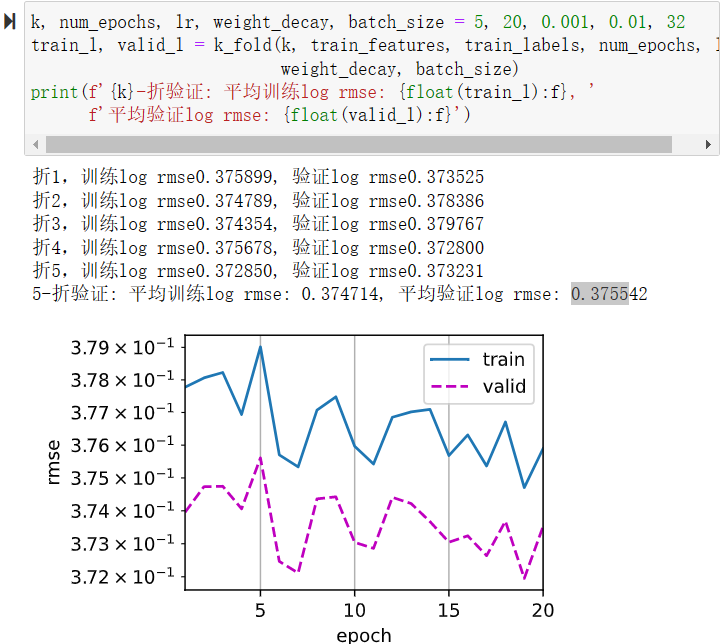 k, num_epochs, lr, weight_decay, batch_size = 5, 20, 0.001, 0.01, 32
train_l, valid_l = k_fold(k, train_features, train_labels, num_epochs, l
weight_decay, batch_size)
print(f'{k}-折验证: 平均训练log rmse: {float(train_l):f}, '
f'平均验证log rmse: {float(valid_l):f}')
折1，训练log rmse0.375899, 验证log rmse0.373525
折2，训练log rmse0.374789, 验证log rmse0.378386
折3，训练log rmse0.374354, 验证log rmse0.379767
折4，训练log rmse0.375678, 验证log rmse0.372800
折5，训练log rmse0.372850, 验证log rmse0.373231
5-折验证: 平均训练log rmse: 0.374714, 平均验证log rmse: 0.375542
3.79 × 10⁻¹
3.78 × 10⁻¹
3.77 × 10⁻¹
3.76 × 10⁻¹
3.75 × 10⁻¹
3.74 × 10⁻¹
3.73 × 10⁻¹
3.72 × 10⁻¹
rmse
train
valid
5 10 15 20
epoch